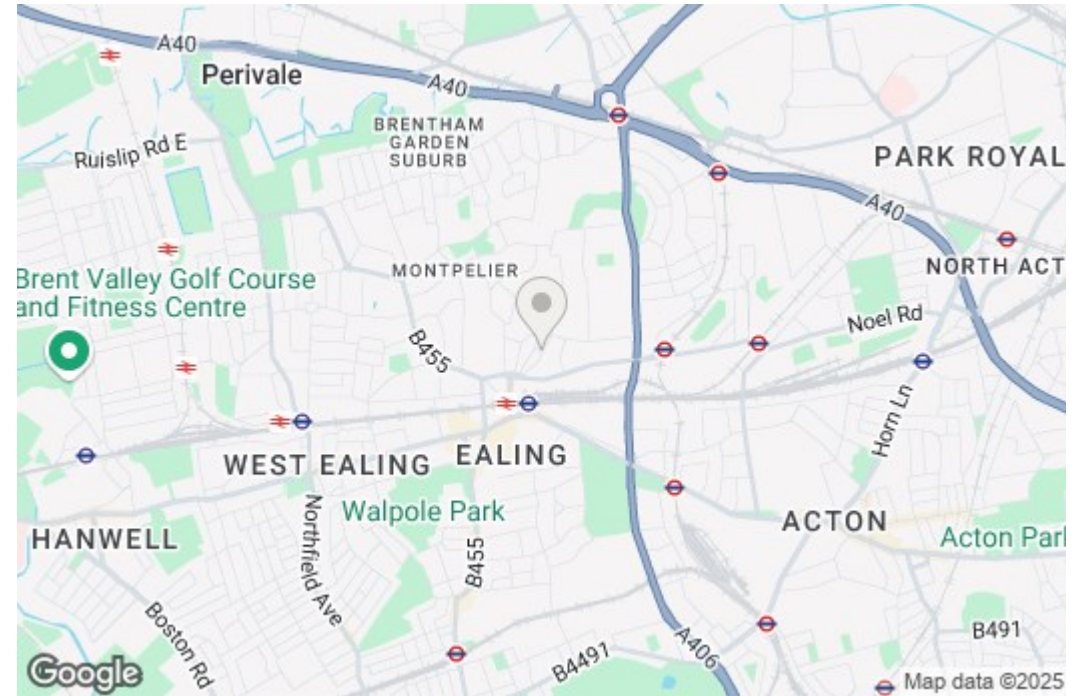 A40
Perivale
A40
BRENTHAM
GARDEN
SUBURB
Ruislip Rd E
PARK ROYAL
A40
NORTH ACT
MONTPELIER
Brent Valley Golf Course
and Fitness Centre
Noel Rd
B455
Horn Ln
WEST EALING
EALING
Walpole Park
Northfield Ave
ACTON
HANWELL
Acton Parl
B455
Boston Rd
B491
A406
B4491
Google
Map data ©2025